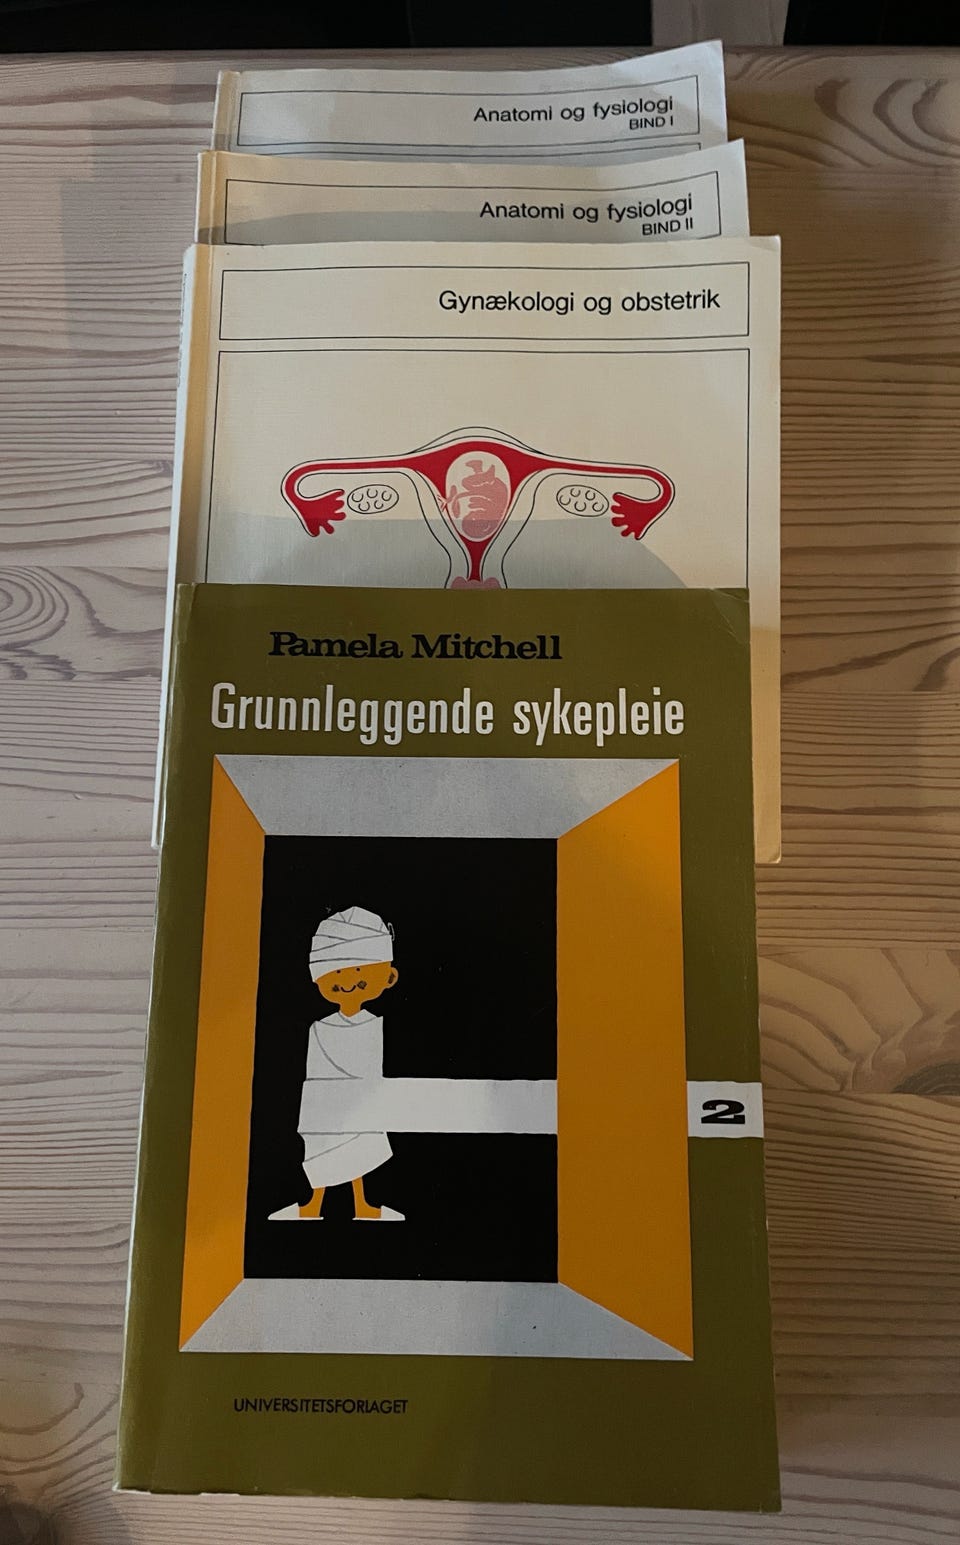 Anatomi og fysiologi
BIND I
Anatomi og fysiologi
BIND II
Gynækologi og obstetrik
Pamela Mitchell
Grunnleggende sykepleie
2
UNIVERSITETSFORLAGET